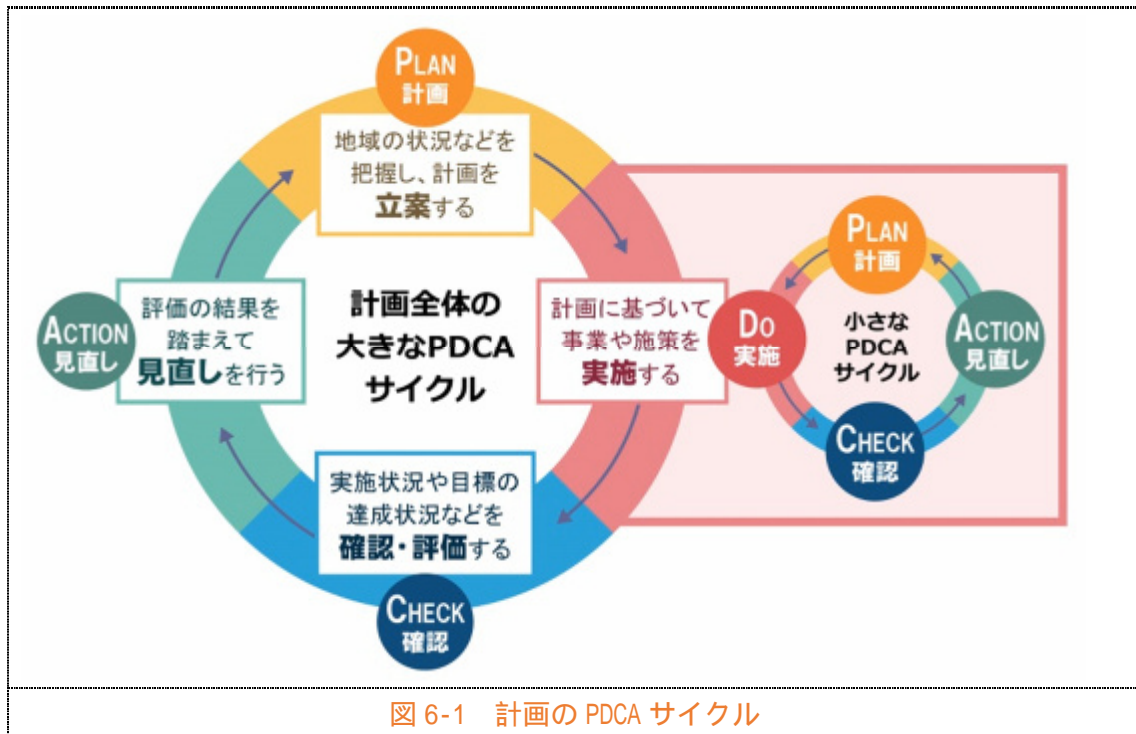 PLAN
計画
地域の状況などを
把握し、計画を
立案する
計画全体の
大きなPDCA
サイクル
計画に基づいて
事業や施策を
実施する
実施状況や目標の
達成状況などを
確認・評価する
CHECK
確認
評価の結果を
踏まえて
見直しを行う
ACTION
見直し
PLAN
計画
DO
実施
小さな
PDCA
サイクル
CHECK
確認
ACTION
見直し
図 6-1 計画の PDCA サイクル